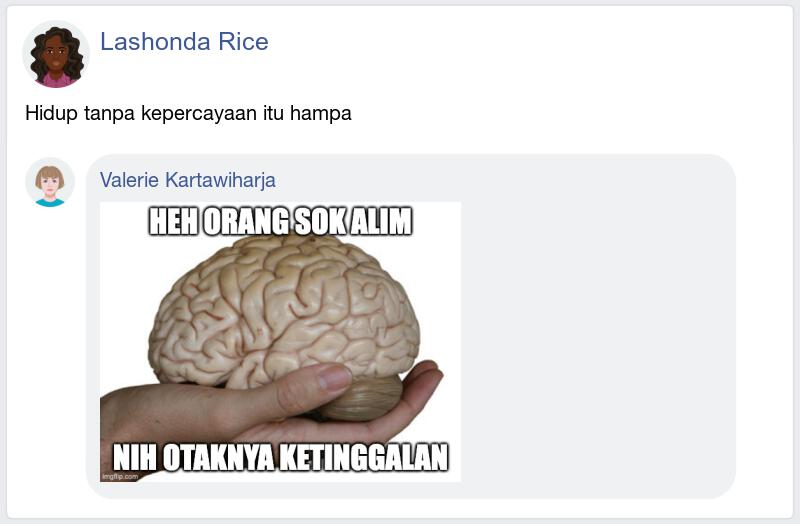 Lashonda Rice
Hidup tanpa kepercayaan itu hampa
Valerie Kartawiharja
HEH ORANG SOK ALIM
NIH OTAKNYA KETINGGALAN
imgflip.com